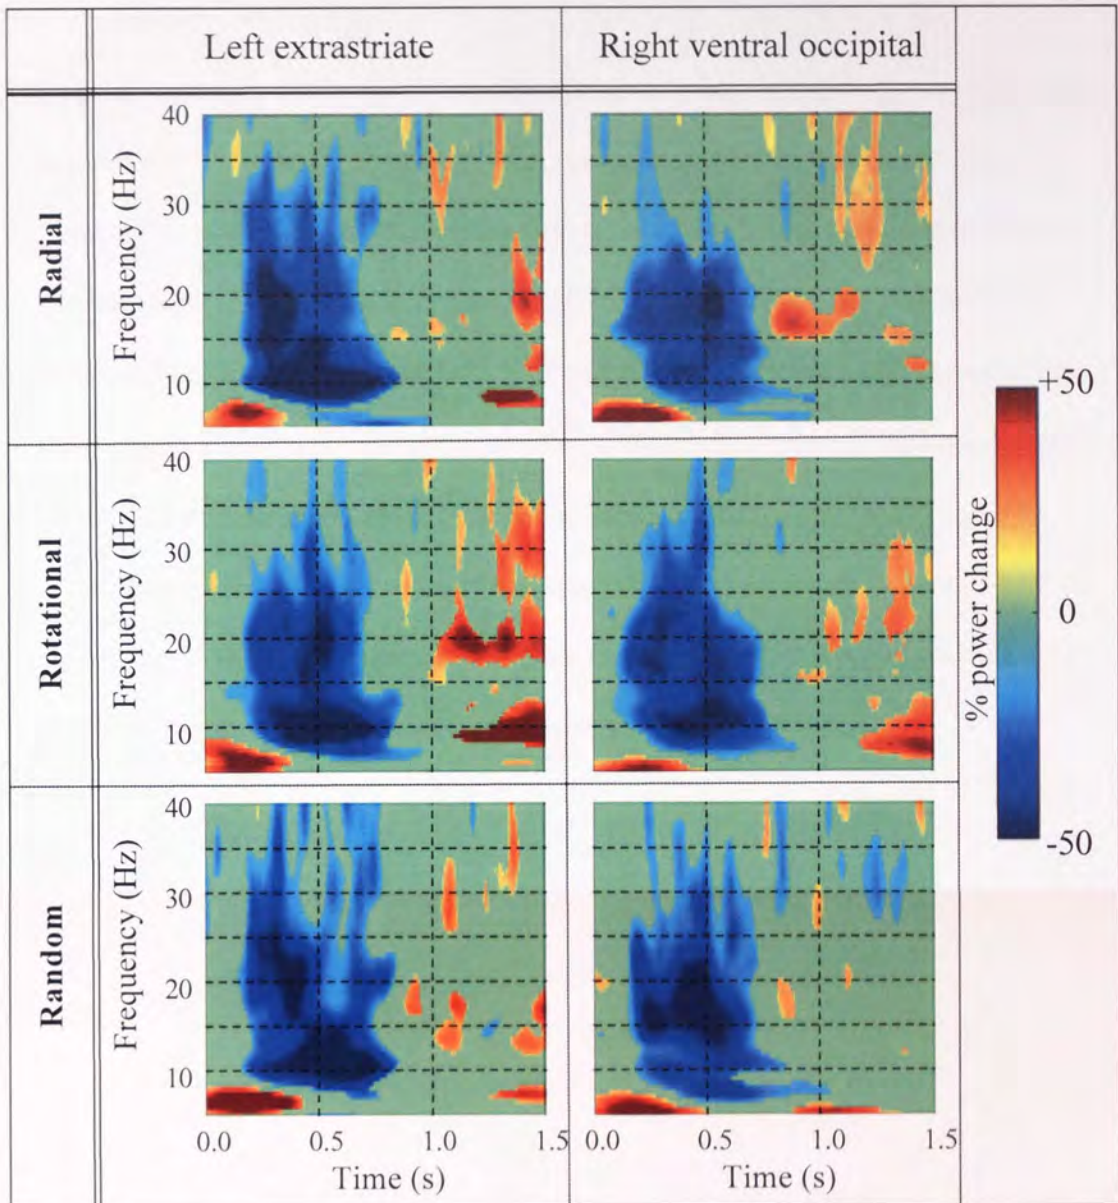 Left extrastriate
Right ventral occipital
Radial
Frequency (Hz)
40
30
20
10
Rotational
Frequency (Hz)
40
30
20
10
Random
Frequency (Hz)
40
30
20
10
0.0 0.5 1.0 1.5
Time (s)
0.0 0.5 1.0 1.5
Time (s)
% power change
+50
0
-50